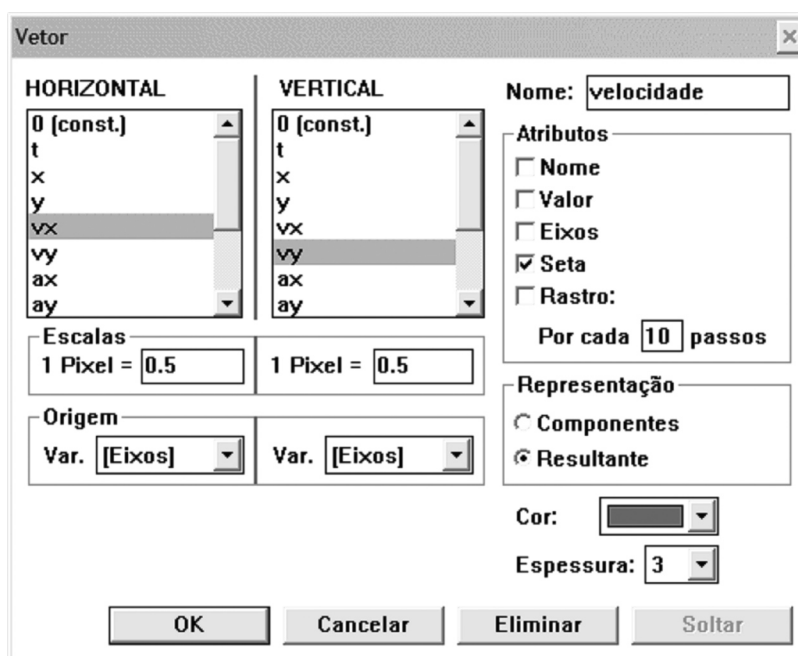 Vetor
HORIZONTAL
0 (const.)
t
x
y
vx
vy
ax
ay
VERTICAL
0 (const.)
t
x
y
vx
vy
ax
ay
Escalas
1 Pixel = 0.5
1 Pixel = 0.5
Origem
Var. [Eixos]
Var. [Eixos]
Nome: velocidade
Atributos
Nome
Valor
Eixos
Seta
Rastro:
Por cada 10 passos
Representação
Componentes
Resultante
Cor:
Espessura: 3
OK
Cancelar
Eliminar
Soltar